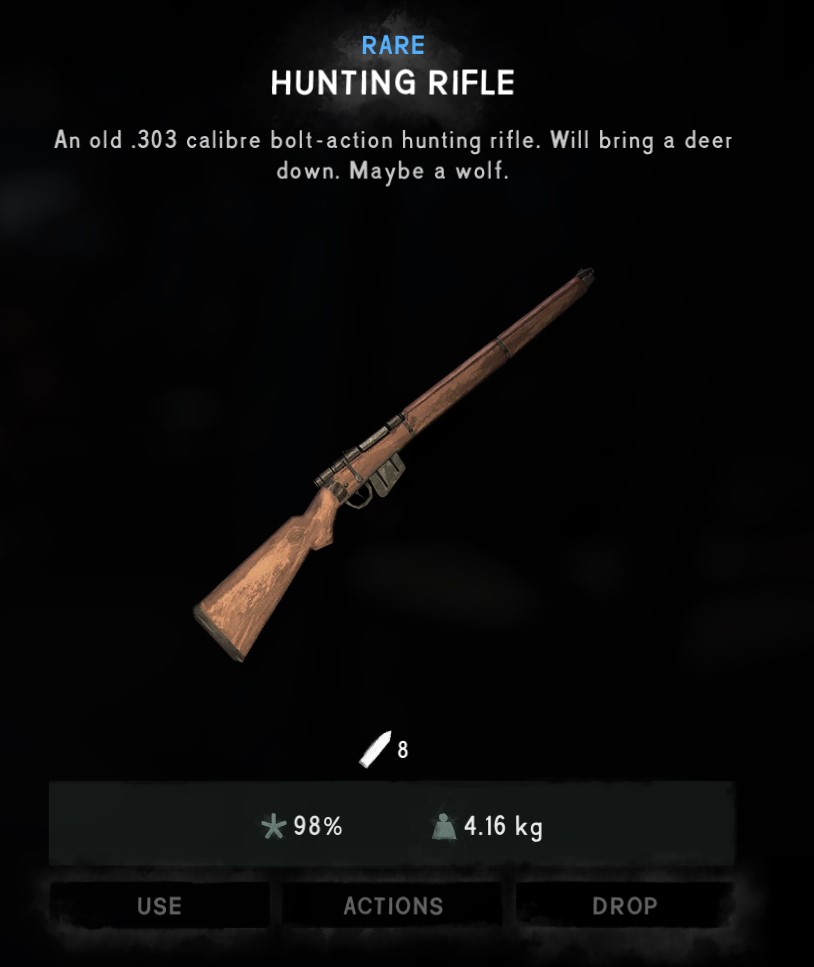 RARE
HUNTING RIFLE
An old .303 calibre bolt-action hunting rifle. Will bring a deer
down. Maybe a wolf.
8
98% 4.16 kg
USE ACTIONS DROP